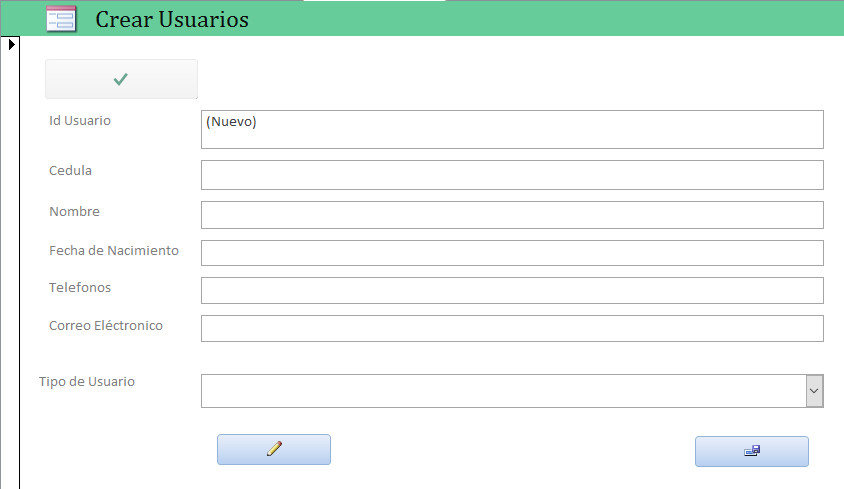 Crear Usuarios
Id Usuario
(Nuevo)
Cedula
Nombre
Fecha de Nacimiento
Telefonos
Correo Eléctronico
Tipo de Usuario